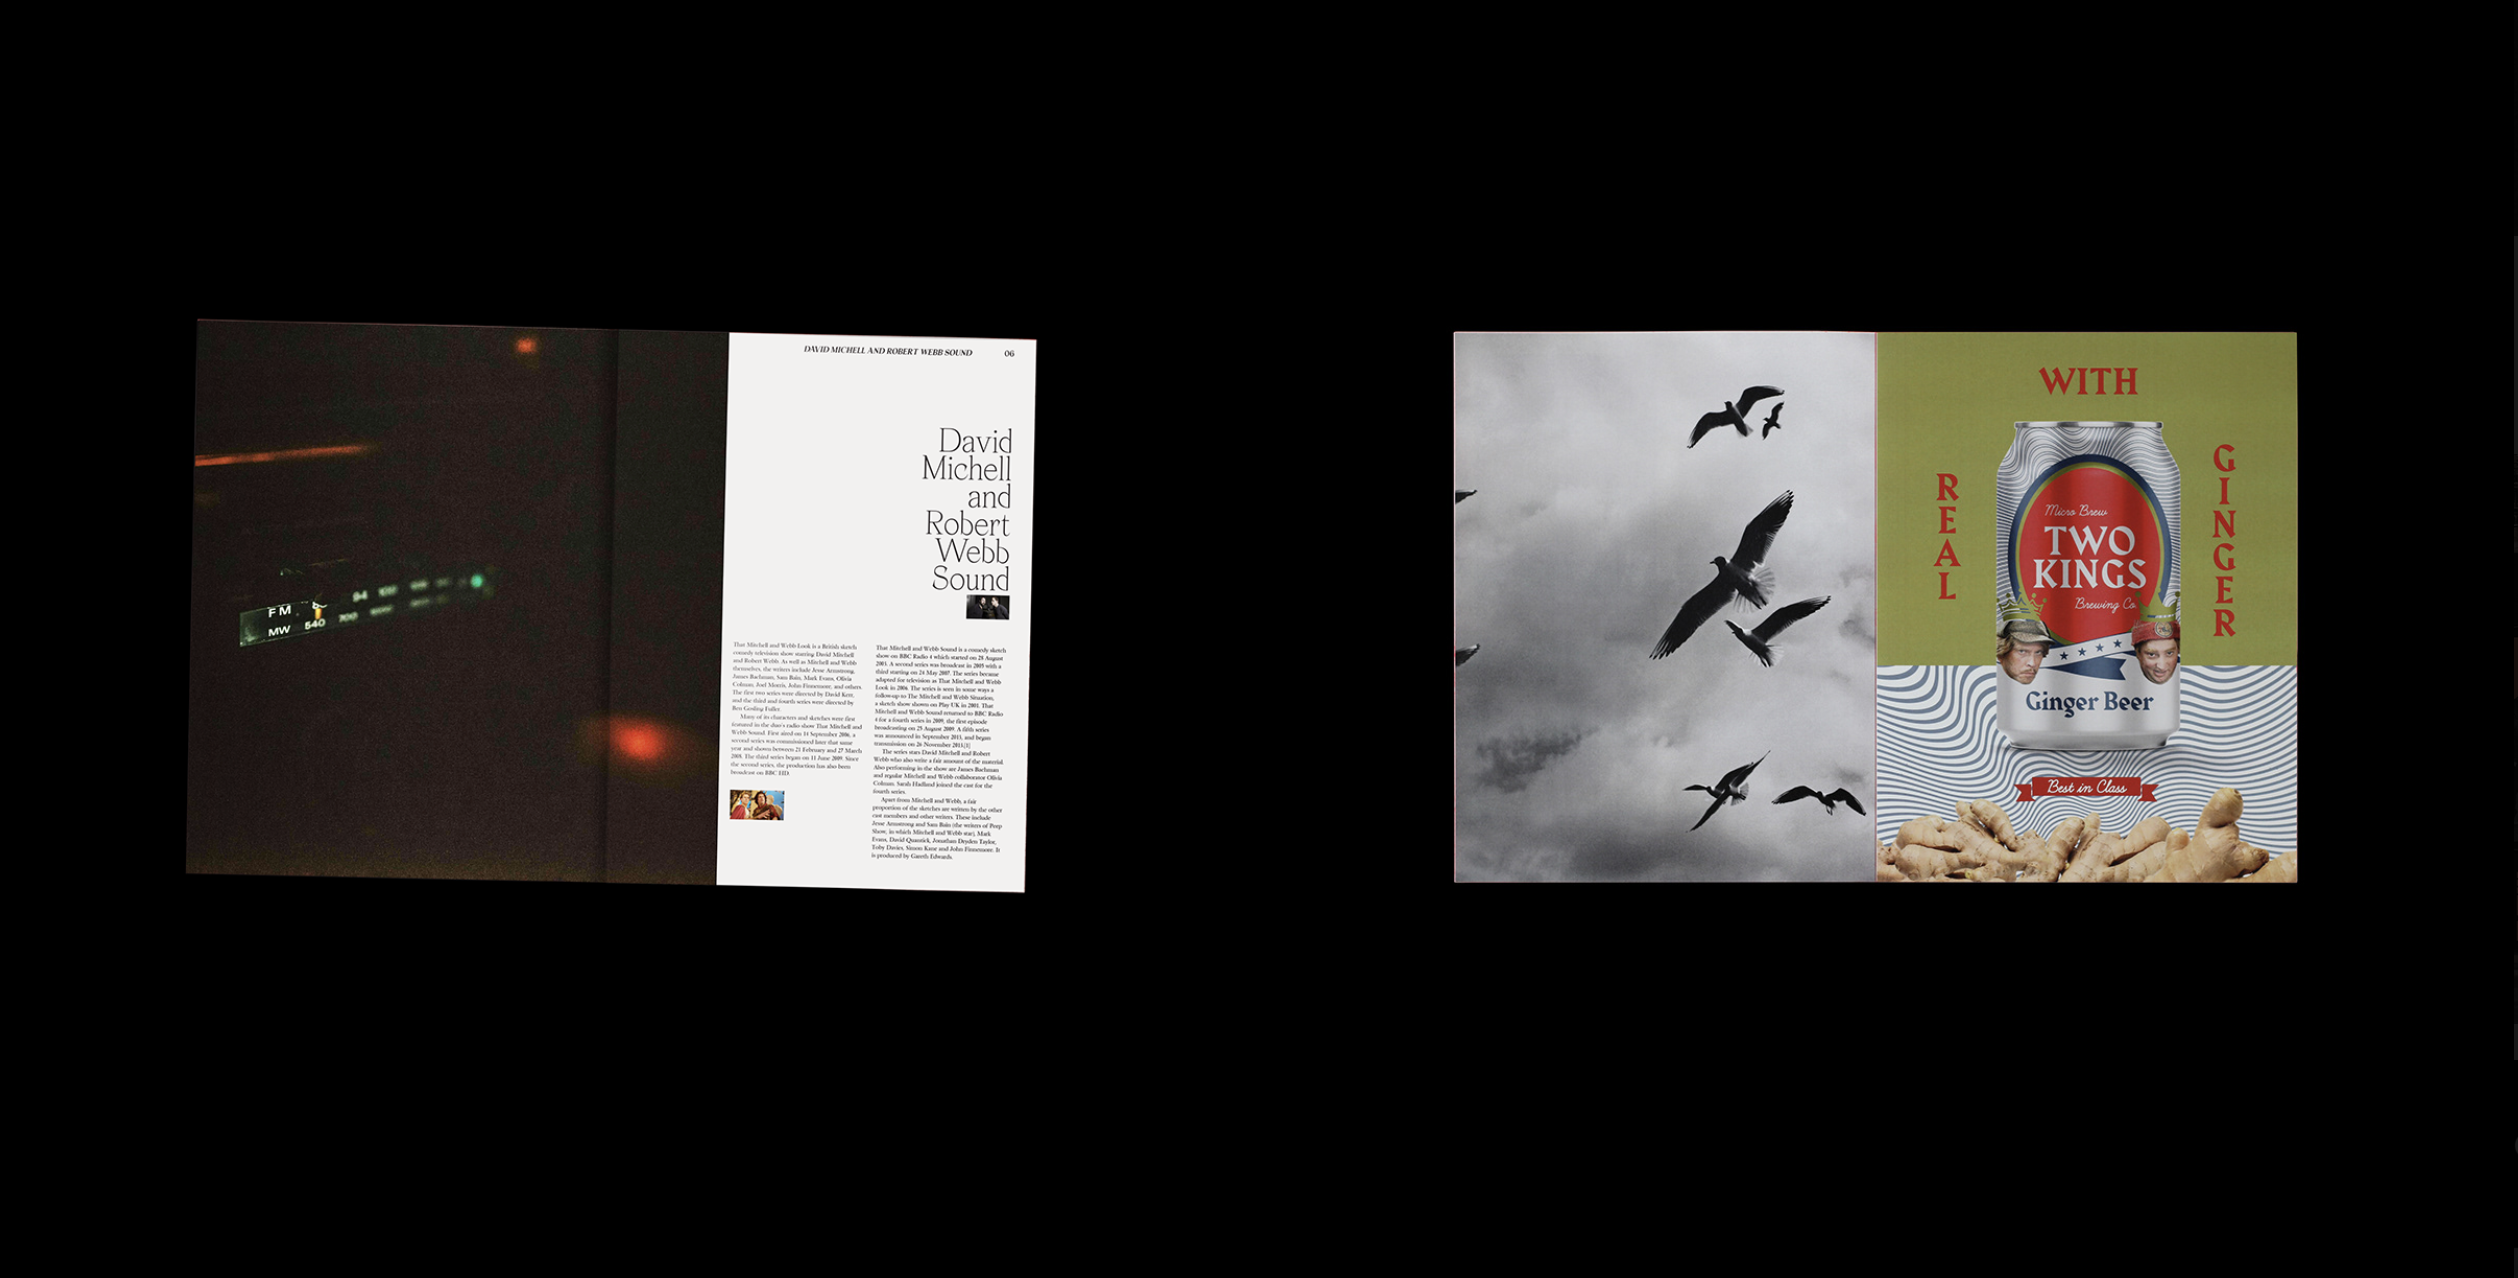 DAVID MICHELL AND ROBERT WEBB SOUND 06
David
Michell
and
Robert
Webb
Sound
FM
MW 540 700
94
That Mitchell and Webb Look is a British sketch
comedy television show starring David Mitchell
and Robert Webb. As well as Mitchell and Webb
themselves, the writers include Jesse Armstrong,
James Bachman, Sam Bain, Mark Evans, Olivia
Colman, Joel Morris, John Finnemore, and others.
The first two series were directed by David Kerr,
and the third and fourth series were directed by
Ben Gosling Fuller.
Many of its characters and sketches were first
featured in the duo's radio show That Mitchell and
Webb Sound. First aired on 14 September 2006, a
second series was commissioned later that same
year and shown between 21 February and 27 March
2008. The third series began on 11 June 2009. Since
the second series, the production has also been
broadcast on BBC HD.
That Mitchell and Webb Sound is a comedy sketch
show on BBC Radio 4 which started on 28 August
2003. A second series was broadcast in 2005 with a
third starting on 24 May 2007. The series became
adapted for television as That Mitchell and Webb
Look in 2006. The series is seen in some ways a
follow-up to The Mitchell and Webb Situation,
a sketch show shown on Play UK in 2001. That
Mitchell and Webb Sound returned to BBC Radio
4 for a fourth series in 2009, the first episode
broadcasting on 25 August 2009. A fifth series
was announced in September 2013, and began
transmission on 26 November 2013.[1]
The series stars David Mitchell and Robert
Webb who also write a fair amount of the material.
Also performing in the show are James Bachman
and regular Mitchell and Webb collaborator Olivia
Colman. Sarah Hadland joined the cast for the
fourth series.
Apart from Mitchell and Webb, a fair
proportion of the sketches are written by the other
cast members and other writers. These include
Jesse Armstrong and Sam Bain (the writers of Peep
Show, in which Mitchell and Webb star), Mark
Evans, David Quantick, Jonathan Dryden Taylor,
Toby Davies, Simon Kane and John Finnemore. It
is produced by Gareth Edwards.
WITH
REAL
GINGER
Micro Brew
TWO
KINGS
Brewing Co.
Ginger Beer
Best in Class